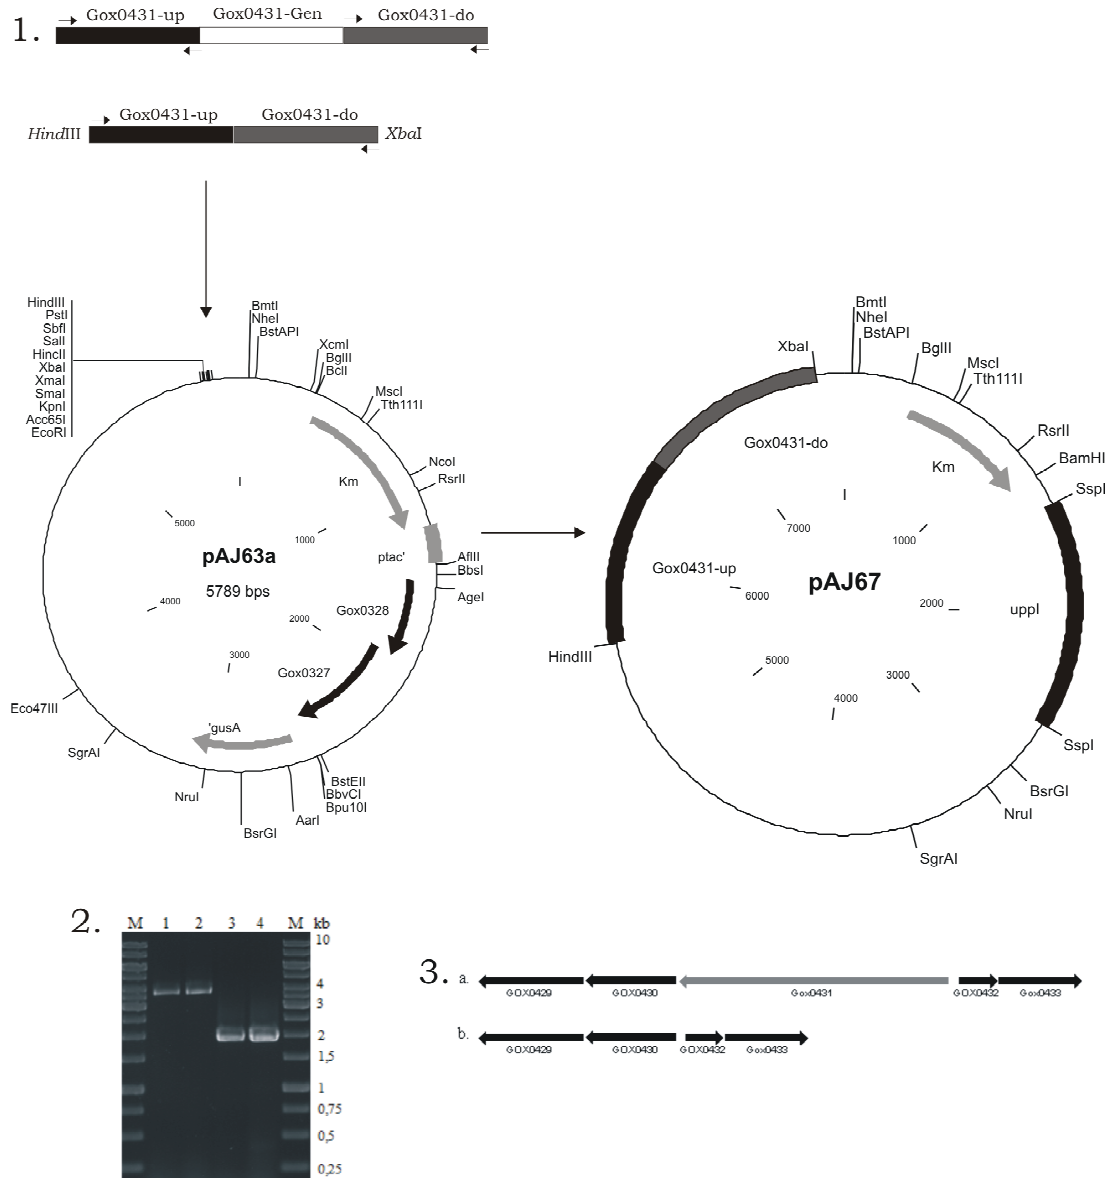 1.
Gox0431-up Gox0431-Gen Gox0431-do
Gox0431-up Gox0431-do
HindIII XbaI
HindIII
PstI
SbfI
SalI
HincII
XbaI
XmaI
SmaI
KpnI
Acc65I
EcoRI
BmtI
NheI
BstAPI
XcmI
BglII
BclI
MscI
Tth111I
NcoI
RsrII
I
Km
5000
1000
pAJ63a
5789 bps
ptac'
AflII
BbsI
AgeI
4000
2000
3000
Gox0328
Gox0327
'gusA
Eco47III
SgrAI
NruI
BsrGI
AarI
BstEII
BbvCI
Bpu10I
XbaI
BmtI
NheI
BstAPI
BglII
MscI
Tth111I
RsrII
BamHI
SspI
Gox0431-do
Km
I
7000
1000
pAJ67
Gox0431-up
6000
2000
uppI
HindIII
5000
3000
4000
SspI
BsrGI
NruI
SgrAI
2.
M 1 2 3 4 M kb
10
4
3
2
1,5
1
0,75
0,5
0,25
3.
a.
GOX0429 GOX0430 Gox0431 GOX0432 Gox0433
b.
GOX0429 GOX0430 GOX0432 Gox0433